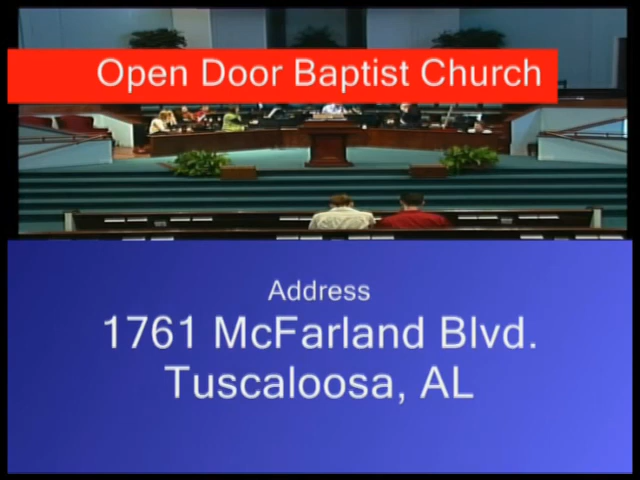 Open Door Baptist Church
Address
1761 McFarland Blvd.
Tuscaloosa, AL